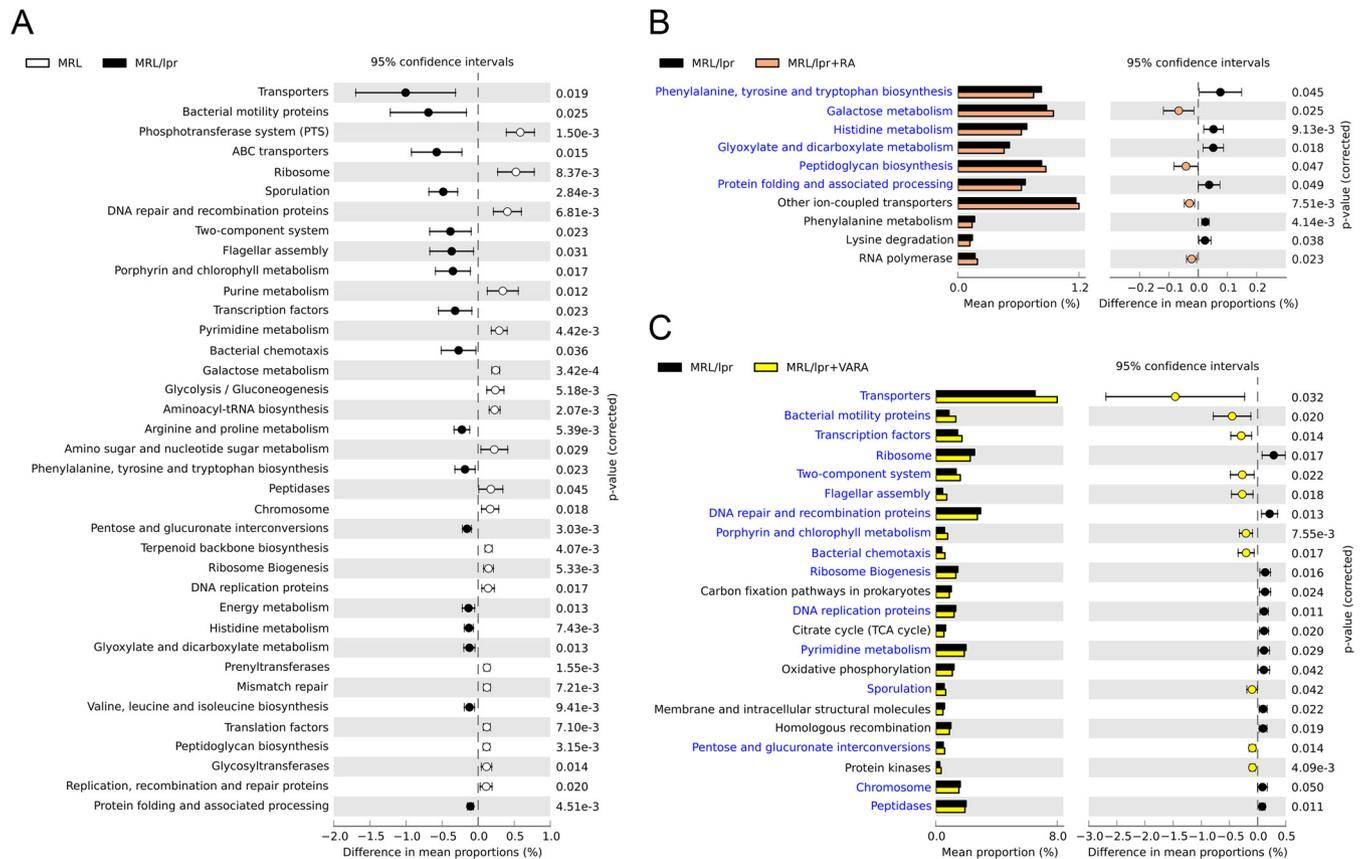 A
MRL MRL/lpr 95% confidence intervals
Transporters 0.019
Bacterial motility proteins 0.025
Phosphotransferase system (PTS) 1.50e-3
ABC transporters 0.015
Ribosome 8.37e-3
Sporulation 2.84e-3
DNA repair and recombination proteins 6.81e-3
Two-component system 0.023
Flagellar assembly 0.031
Porphyrin and chlorophyll metabolism 0.017
Purine metabolism 0.012
Transcription factors 0.023
Pyrimidine metabolism 4.42e-3
Bacterial chemotaxis 0.036
Galactose metabolism 3.42e-4
Glycolysis / Gluconeogenesis 5.18e-3
Aminoacyl-tRNA biosynthesis 2.07e-3
Arginine and proline metabolism 5.39e-3
Amino sugar and nucleotide sugar metabolism 0.029
Phenylalanine, tyrosine and tryptophan biosynthesis 0.023
Peptidases 0.045
Chromosome 0.018
Pentose and glucuronate interconversions 3.03e-3
Terpenoid backbone biosynthesis 4.07e-3
Ribosome Biogenesis 5.33e-3
DNA replication proteins 0.017
Energy metabolism 0.013
Histidine metabolism 7.43e-3
Glyoxylate and dicarboxylate metabolism 0.013
Prenyltransferases 1.55e-3
Mismatch repair 7.21e-3
Valine, leucine and isoleucine biosynthesis 9.41e-3
Translation factors 7.10e-3
Peptidoglycan biosynthesis 3.15e-3
Glycosyltransferases 0.014
Replication, recombination and repair proteins 0.020
Protein folding and associated processing 4.51e-3
−2.0 −1.5 −1.0 −0.5 0.0 0.5 1.0
Difference in mean proportions (%)
p-value (corrected)
B
MRL/lpr MRL/lpr+RA 95% confidence intervals
Phenylalanine, tyrosine and tryptophan biosynthesis 0.045
Galactose metabolism 0.025
Histidine metabolism 9.13e-3
Glyoxylate and dicarboxylate metabolism 0.018
Peptidoglycan biosynthesis 0.047
Protein folding and associated processing 0.049
Other ion-coupled transporters 7.51e-3
Phenylalanine metabolism 4.14e-3
Lysine degradation 0.038
RNA polymerase 0.023
0.0 1.2 −0.2 −0.1 0.0 0.1 0.2
Mean proportion (%) Difference in mean proportions (%)
p-value (corrected)
C
MRL/lpr MRL/lpr+VARA 95% confidence intervals
Transporters 0.032
Bacterial motility proteins 0.020
Transcription factors 0.014
Ribosome 0.017
Two-component system 0.022
Flagellar assembly 0.018
DNA repair and recombination proteins 0.013
Porphyrin and chlorophyll metabolism 7.55e-3
Bacterial chemotaxis 0.017
Ribosome Biogenesis 0.016
Carbon fixation pathways in prokaryotes 0.024
DNA replication proteins 0.011
Citrate cycle (TCA cycle) 0.020
Pyrimidine metabolism 0.029
Oxidative phosphorylation 0.042
Sporulation 0.042
Membrane and intracellular structural molecules 0.022
Homologous recombination 0.019
Pentose and glucuronate interconversions 0.014
Protein kinases 4.09e-3
Chromosome 0.050
Peptidases 0.011
0.0 8.0 −3.0 −2.5 −2.0 −1.5 −1.0 −0.5 0.0 0.5
Mean proportion (%) Difference in mean proportions (%)
p-value (corrected)